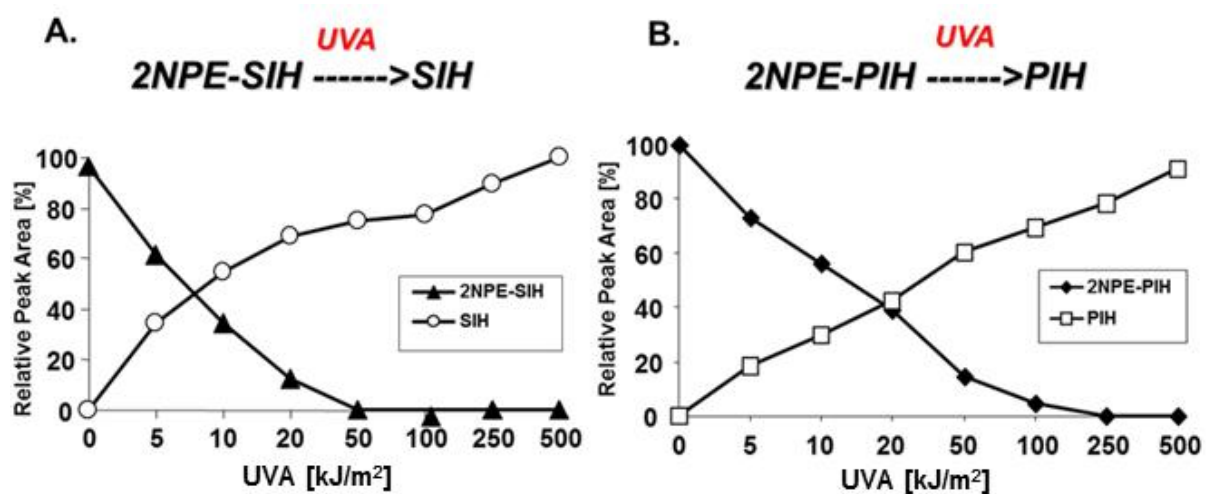 A.
UVA
2NPE-SIH ------>SIH
Relative Peak Area [%]
100
80
60
40
20
0
2NPE-SIH
SIH
0 5 10 20 50 100 250 500
UVA [kJ/m²]
B.
UVA
2NPE-PIH ------>PIH
Relative Peak Area [%]
100
80
60
40
20
0
2NPE-PIH
PIH
0 5 10 20 50 100 250 500
UVA [kJ/m²]